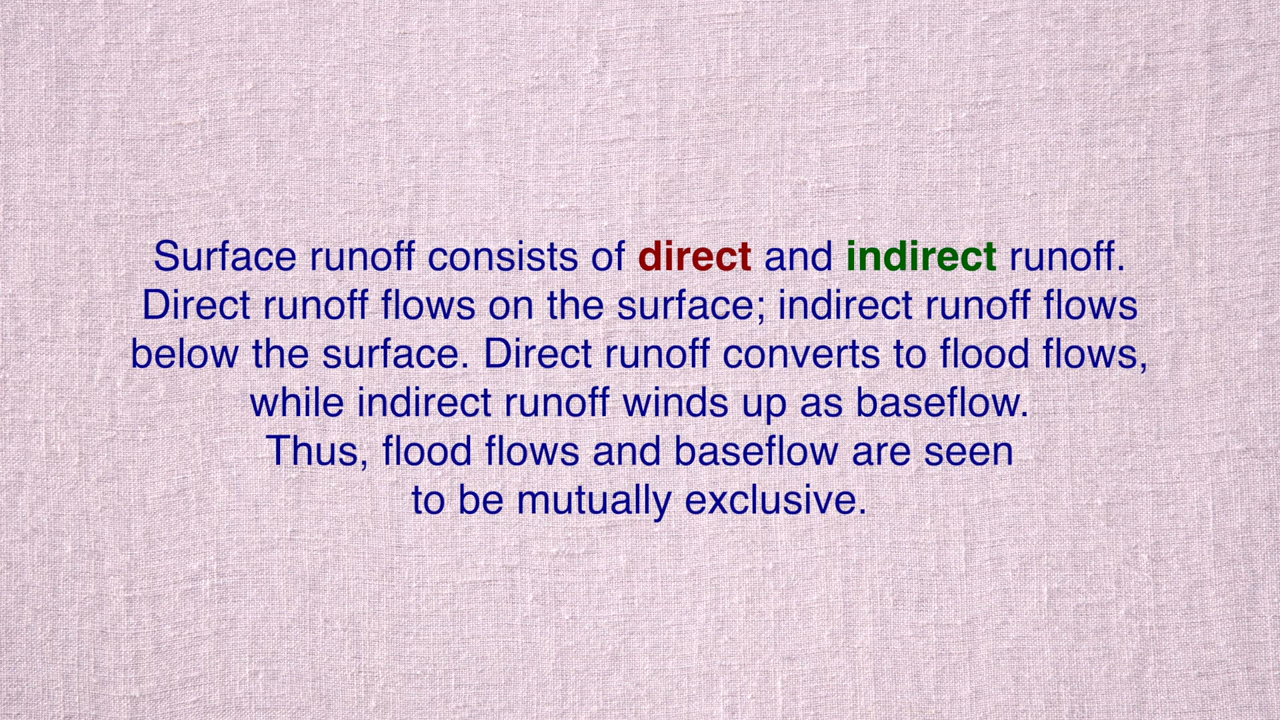 Surface runoff consists of direct and indirect runoff.
Direct runoff flows on the surface; indirect runoff flows
below the surface. Direct runoff converts to flood flows,
while indirect runoff winds up as baseflow.
Thus, flood flows and baseflow are seen
to be mutually exclusive.